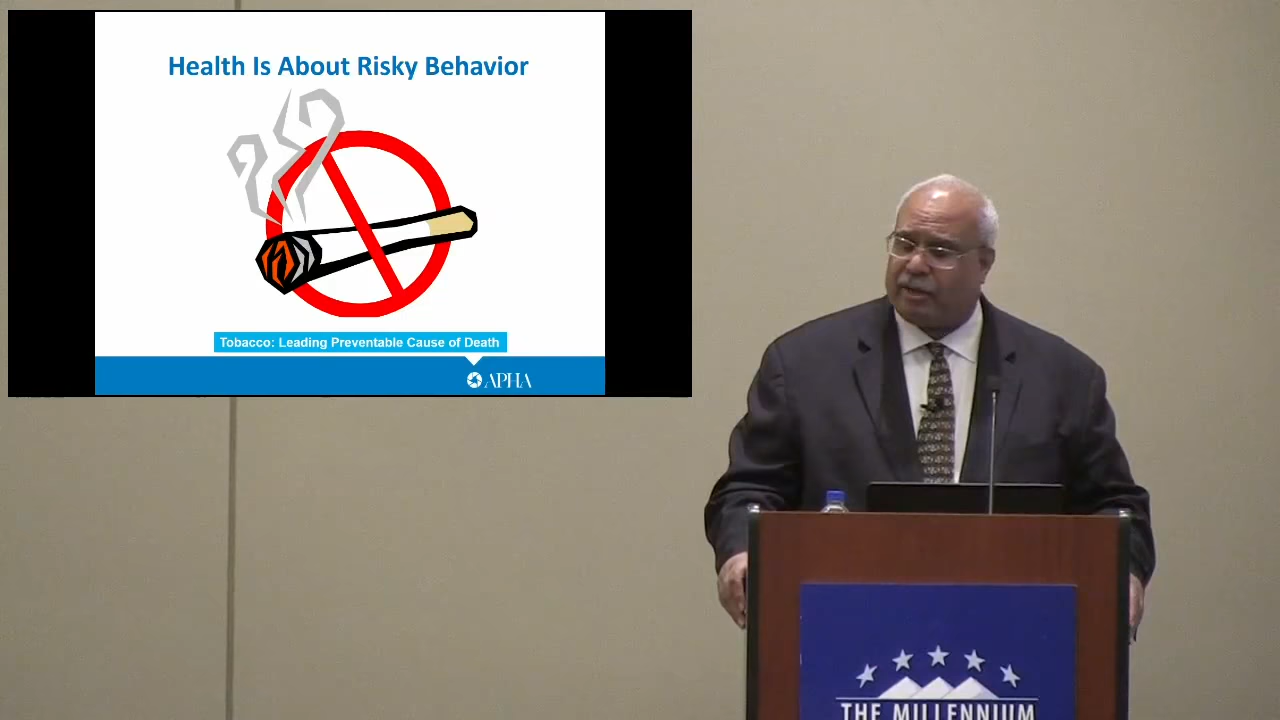 Health Is About Risky Behavior
Tobacco: Leading Preventable Cause of Death
APHA
THE MILLENNIUM